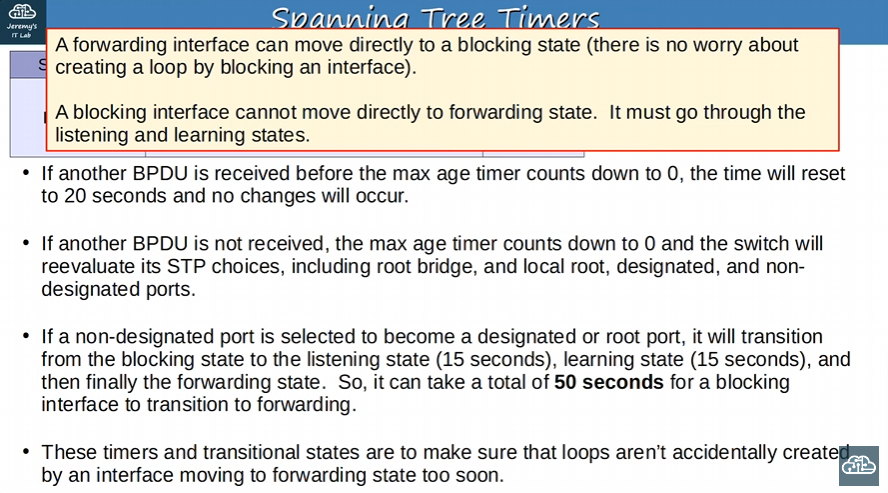 Jeremy's
IT Lab
Spanning Tree Timers
A forwarding interface can move directly to a blocking state (there is no worry about
creating a loop by blocking an interface).
A blocking interface cannot move directly to forwarding state. It must go through the
listening and learning states.
• If another BPDU is received before the max age timer counts down to 0, the time will reset
to 20 seconds and no changes will occur.
• If another BPDU is not received, the max age timer counts down to 0 and the switch will
reevaluate its STP choices, including root bridge, and local root, designated, and non-
designated ports.
• If a non-designated port is selected to become a designated or root port, it will transition
from the blocking state to the listening state (15 seconds), learning state (15 seconds), and
then finally the forwarding state. So, it can take a total of 50 seconds for a blocking
interface to transition to forwarding.
• These timers and transitional states are to make sure that loops aren't accidentally created
by an interface moving to forwarding state too soon.